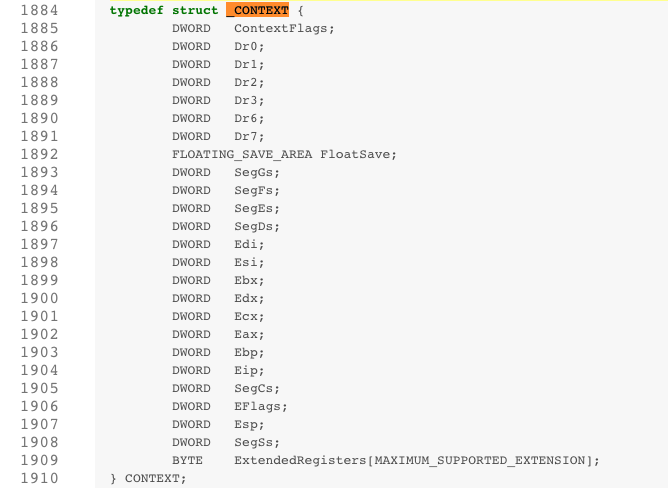 1884 typedef struct _CONTEXT {
1885 DWORD ContextFlags;
1886 DWORD Dr0;
1887 DWORD Dr1;
1888 DWORD Dr2;
1889 DWORD Dr3;
1890 DWORD Dr6;
1891 DWORD Dr7;
1892 FLOATING_SAVE_AREA FloatSave;
1893 DWORD SegGs;
1894 DWORD SegFs;
1895 DWORD SegEs;
1896 DWORD SegDs;
1897 DWORD Edi;
1898 DWORD Esi;
1899 DWORD Ebx;
1900 DWORD Edx;
1901 DWORD Ecx;
1902 DWORD Eax;
1903 DWORD Ebp;
1904 DWORD Eip;
1905 DWORD SegCs;
1906 DWORD EFlags;
1907 DWORD Esp;
1908 DWORD SegSs;
1909 BYTE ExtendedRegisters[MAXIMUM_SUPPORTED_EXTENSION];
1910 } CONTEXT;